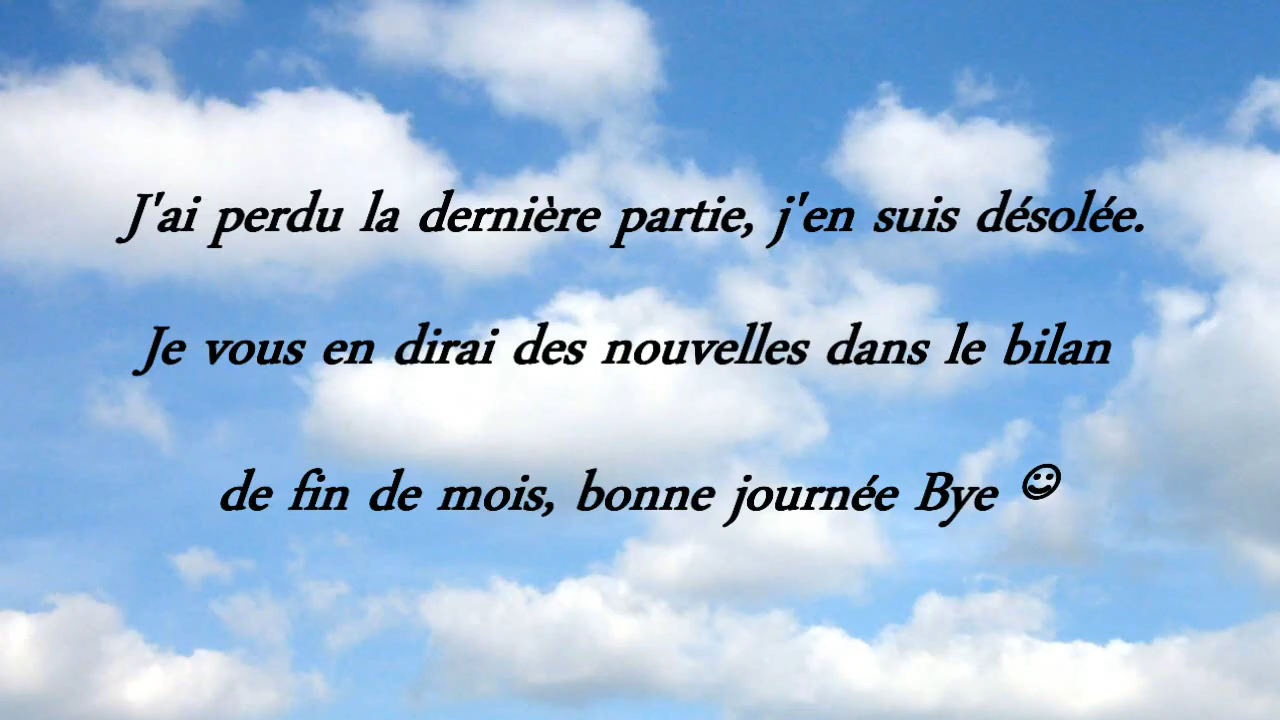 J'ai perdu la dernière partie, j'en suis désolée.
Je vous en dirai des nouvelles dans le bilan
de fin de mois, bonne journée Bye ☺